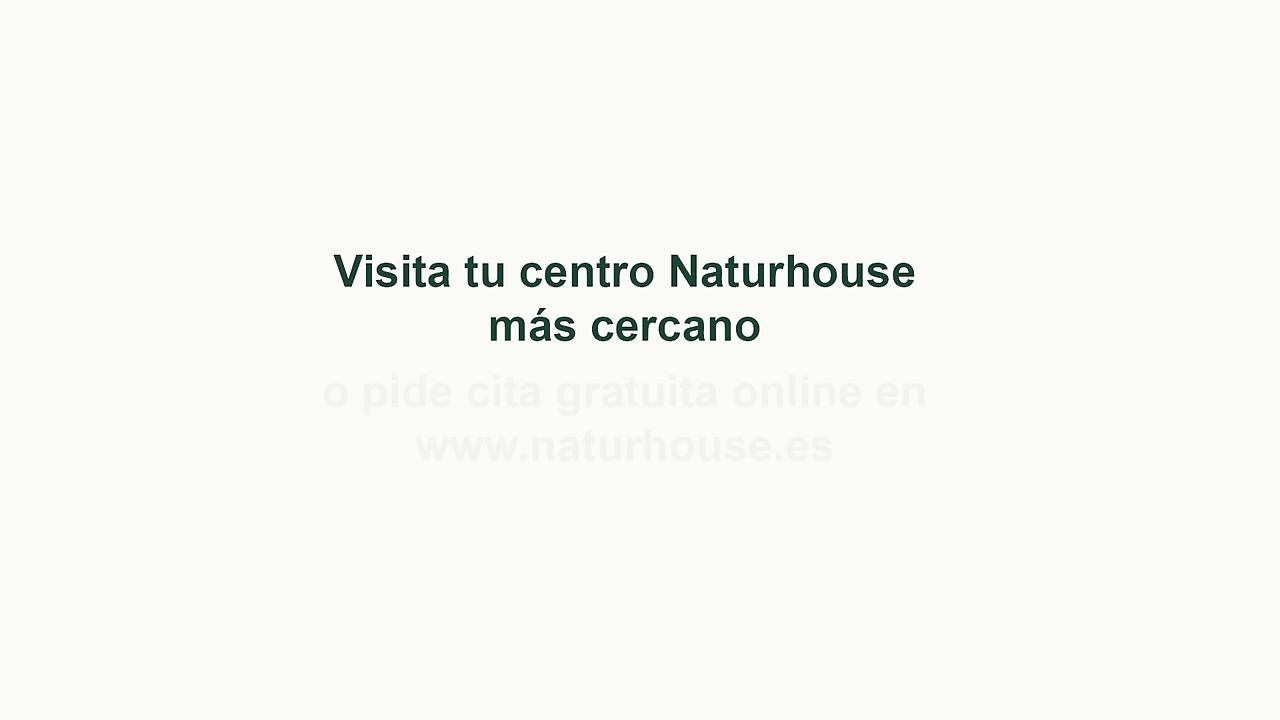 Visita tu centro Naturhouse
más cercano
o pide cita gratuita online en
www.naturhouse.es